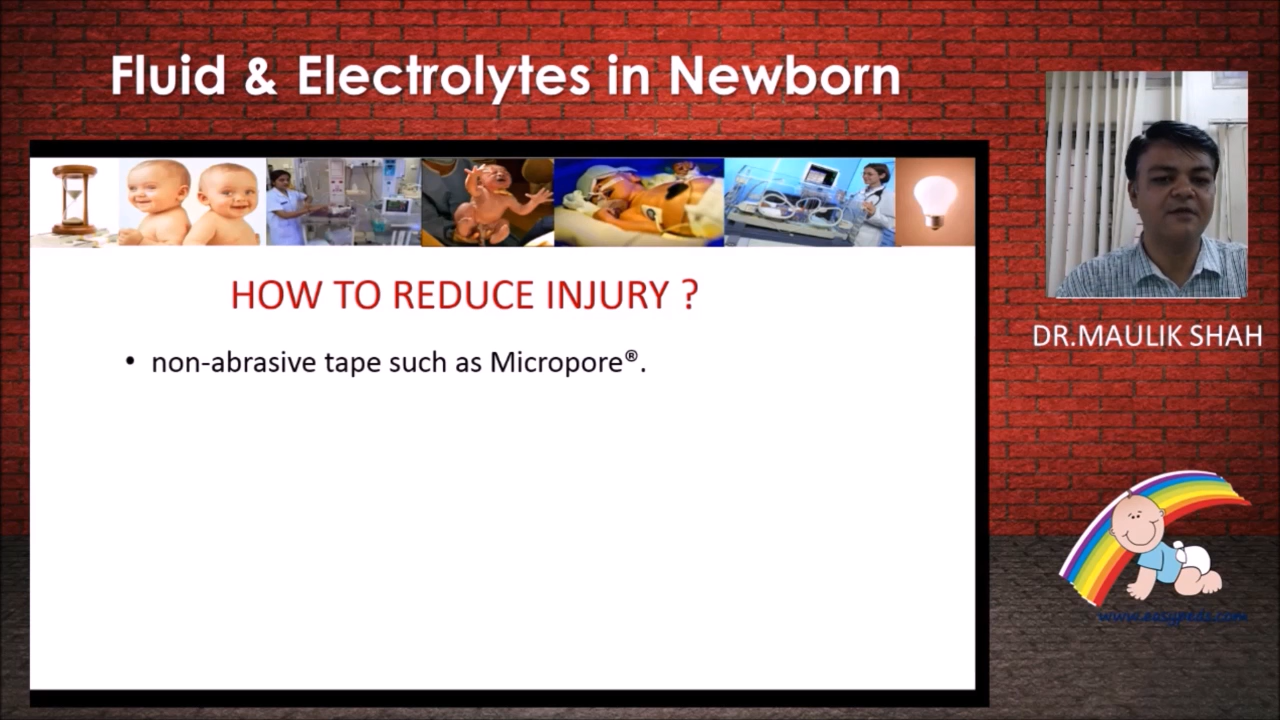 Fluid & Electrolytes in Newborn
HOW TO REDUCE INJURY ?
• non-abrasive tape such as Micropore®.
DR.MAULIK SHAH
www.easypeds.com